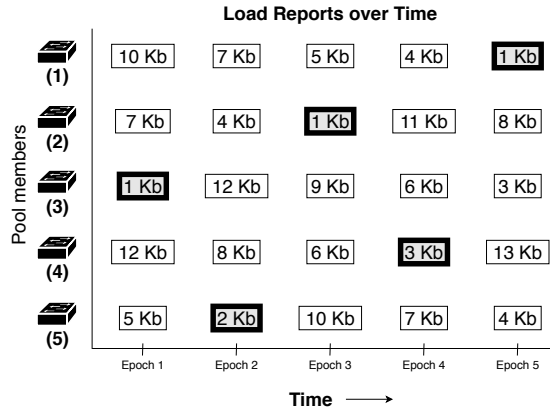 Load Reports over Time
Pool members
(1) 10 Kb 7 Kb 5 Kb 4 Kb 1 Kb
(2) 7 Kb 4 Kb 1 Kb 11 Kb 8 Kb
(3) 1 Kb 12 Kb 9 Kb 6 Kb 3 Kb
(4) 12 Kb 8 Kb 6 Kb 3 Kb 13 Kb
(5) 5 Kb 2 Kb 10 Kb 7 Kb 4 Kb
Epoch 1 Epoch 2 Epoch 3 Epoch 4 Epoch 5
Time